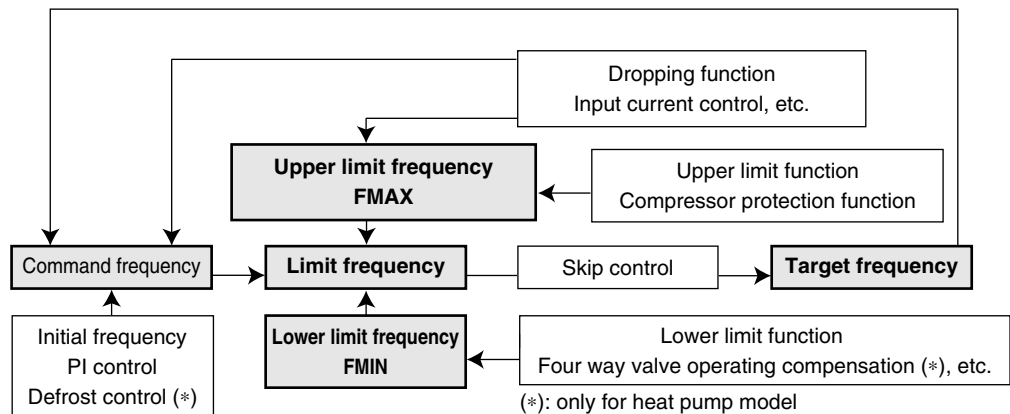 Dropping function
Input current control, etc.
Upper limit frequency
FMAX
Upper limit function
Compressor protection function
Command frequency
Limit frequency
Skip control
Target frequency
Initial frequency
PI control
Defrost control (*)
Lower limit frequency
FMIN
Lower limit function
Four way valve operating compensation (*), etc.
(*): only for heat pump model